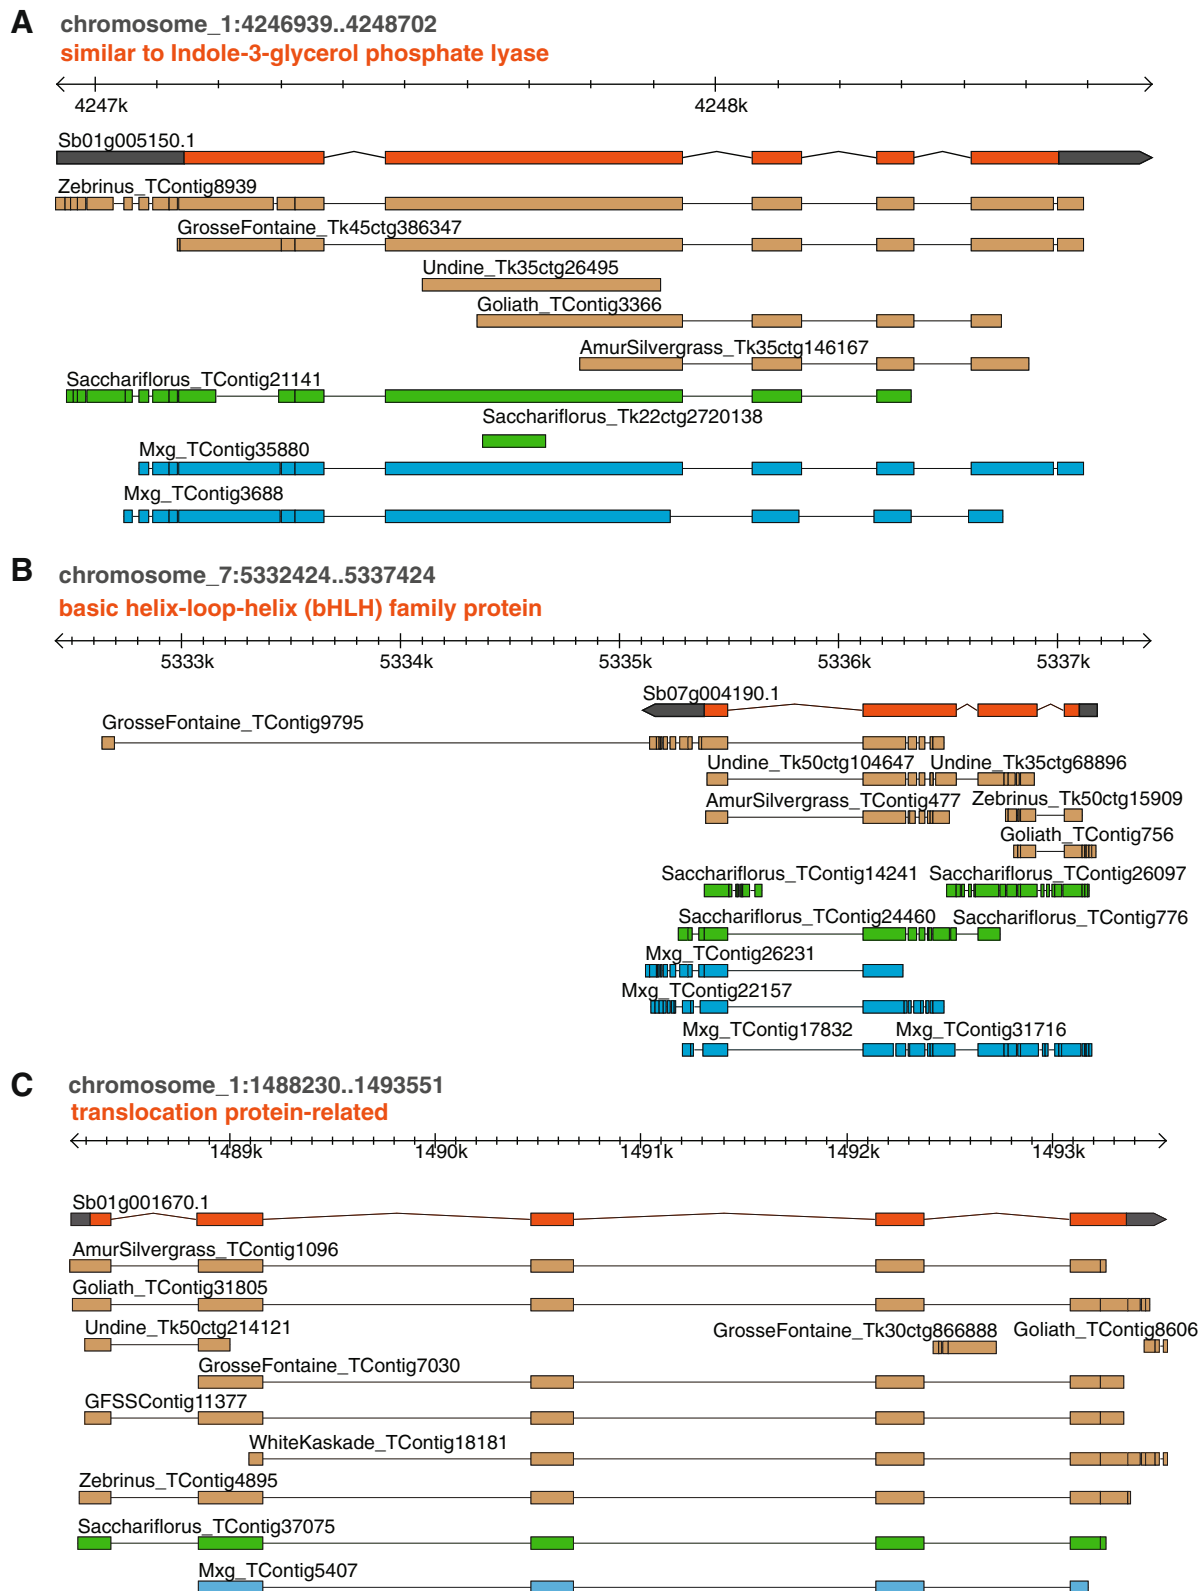 A chromosome_1:4246939..4248702
similar to Indole-3-glycerol phosphate lyase
4247k 4248k
Sb01g005150.1
Zebrinus_TContig8939
GrosseFontaine_Tk45ctg386347
Undine_Tk35ctg26495
Goliath_TContig3366
AmurSilvergrass_Tk35ctg146167
Sacchariflorus_TContig21141
Sacchariflorus_Tk22ctg2720138
Mxg_TContig35880
Mxg_TContig3688
B chromosome_7:5332424..5337424
basic helix-loop-helix (bHLH) family protein
5333k 5334k 5335k 5336k 5337k
Sb07g004190.1
GrosseFontaine_TContig9795
Undine_Tk50ctg104647 Undine_Tk35ctg68896
AmurSilvergrass_TContig477 Zebrinus_Tk50ctg15909
Goliath_TContig756
Sacchariflorus_TContig14241 Sacchariflorus_TContig26097
Sacchariflorus_TContig24460 Sacchariflorus_TContig776
Mxg_TContig26231
Mxg_TContig22157
Mxg_TContig17832 Mxg_TContig31716
C chromosome_1:1488230..1493551
translocation protein-related
1489k 1490k 1491k 1492k 1493k
Sb01g001670.1
AmurSilvergrass_TContig1096
Goliath_TContig31805
Undine_Tk50ctg214121 GrosseFontaine_Tk30ctg866888 Goliath_TContig8606
GrosseFontaine_TContig7030
GFSSContig11377
WhiteKaskade_TContig18181
Zebrinus_TContig4895
Sacchariflorus_TContig37075
Mxg_TContig5407